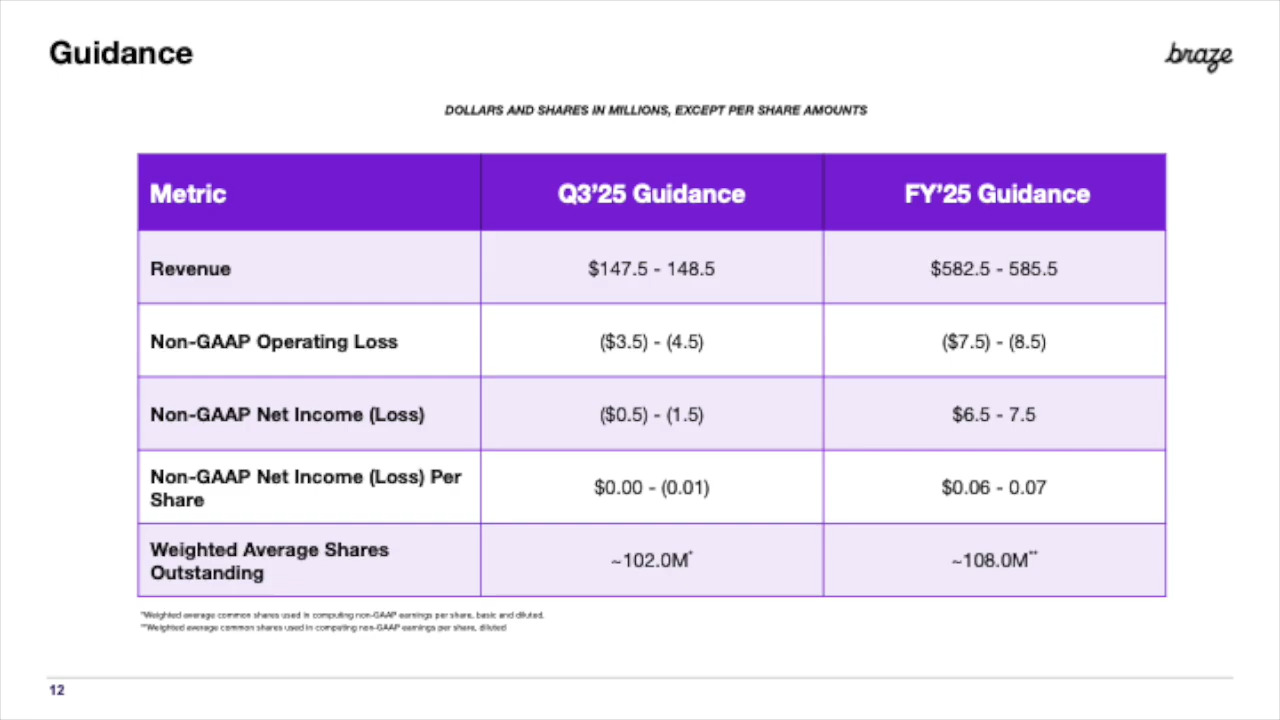 Guidance
braze
DOLLARS AND SHARES IN MILLIONS, EXCEPT PER SHARE AMOUNTS
Metric
Q3’25 Guidance
FY’25 Guidance
Revenue
$147.5 - 148.5
$582.5 - 585.5
Non-GAAP Operating Loss
($3.5) - (4.5)
($7.5) - (8.5)
Non-GAAP Net Income (Loss)
($0.5) - (1.5)
$6.5 - 7.5
Non-GAAP Net Income (Loss) Per
Share
$0.00 - (0.01)
$0.06 - 0.07
Weighted Average Shares
Outstanding
~102.0M*
~108.0M**
*Weighted average common shares used in computing non-GAAP earnings per share, basic and diluted.
**Weighted average common shares used in computing non-GAAP earnings per share, diluted
12